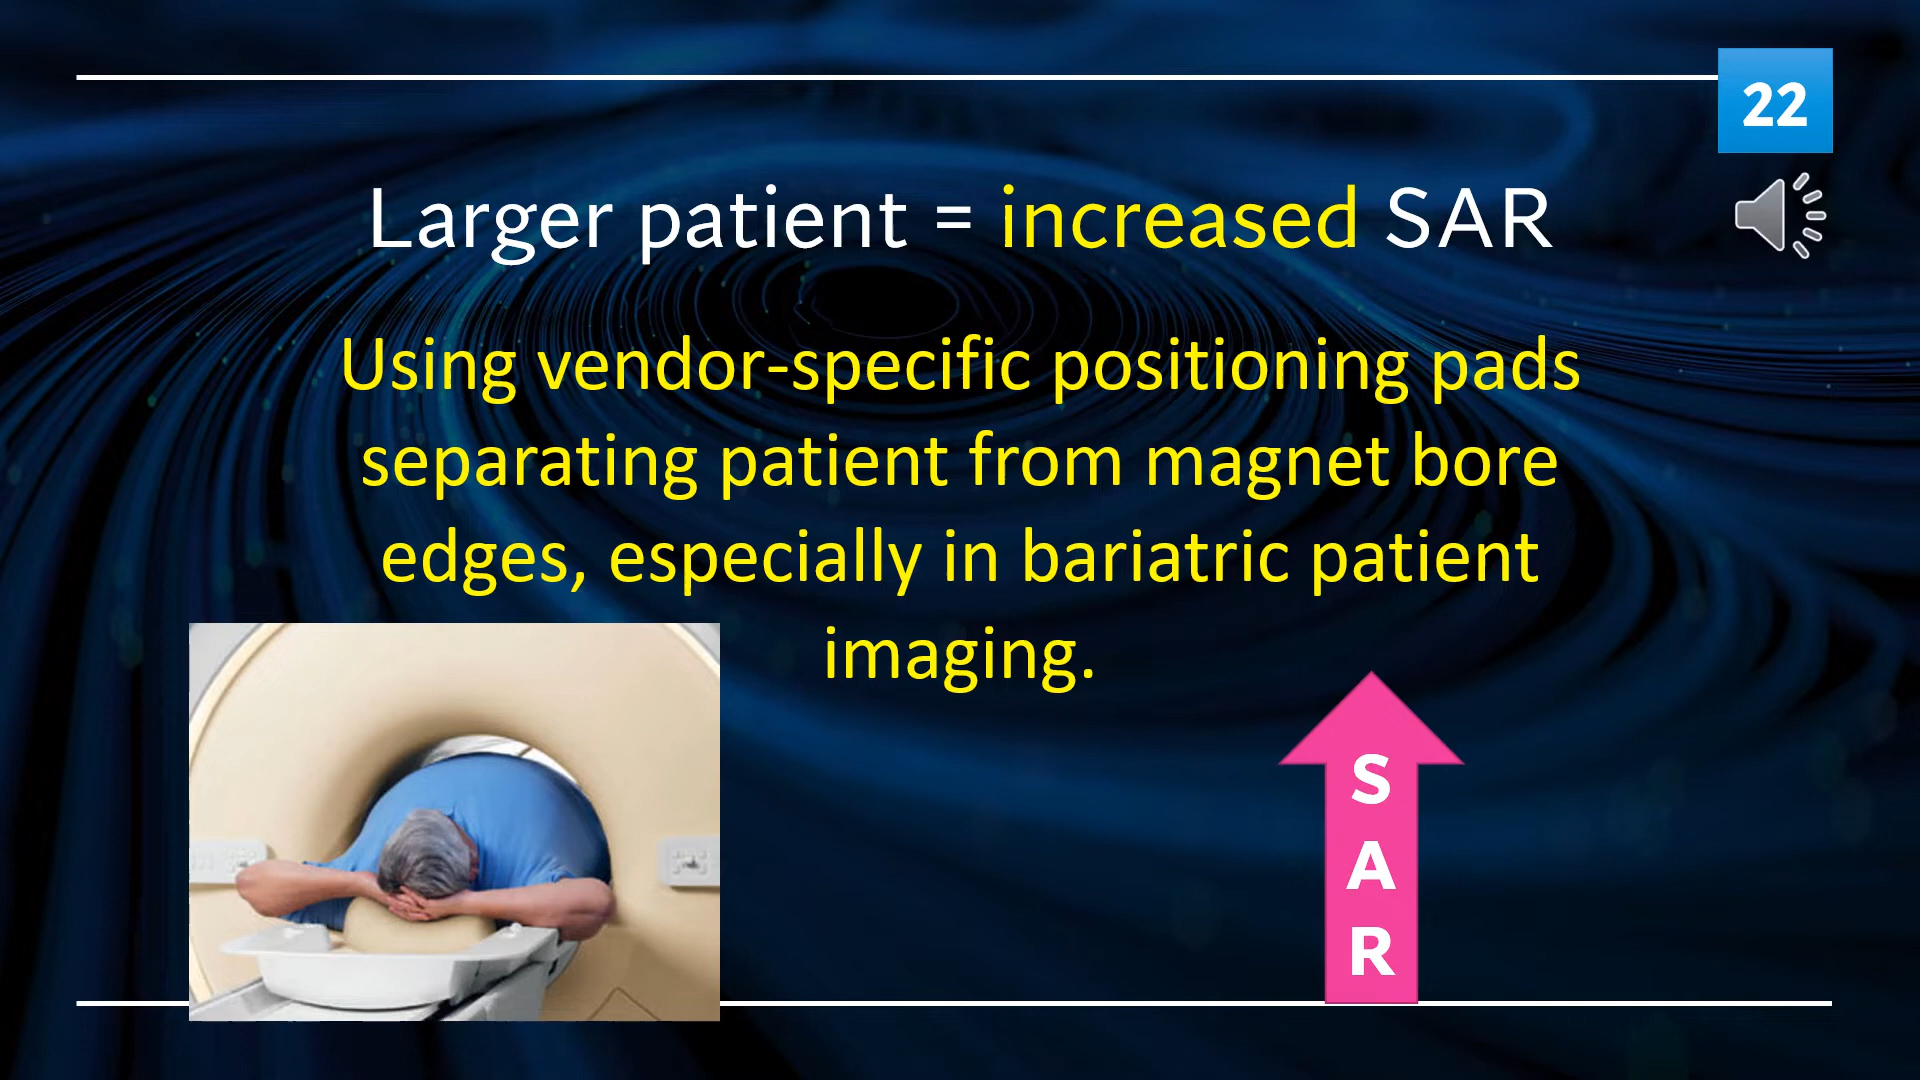 22
Larger patient = increased SAR
Using vendor-specific positioning pads
separating patient from magnet bore
edges, especially in bariatric patient
imaging.
S
A
R